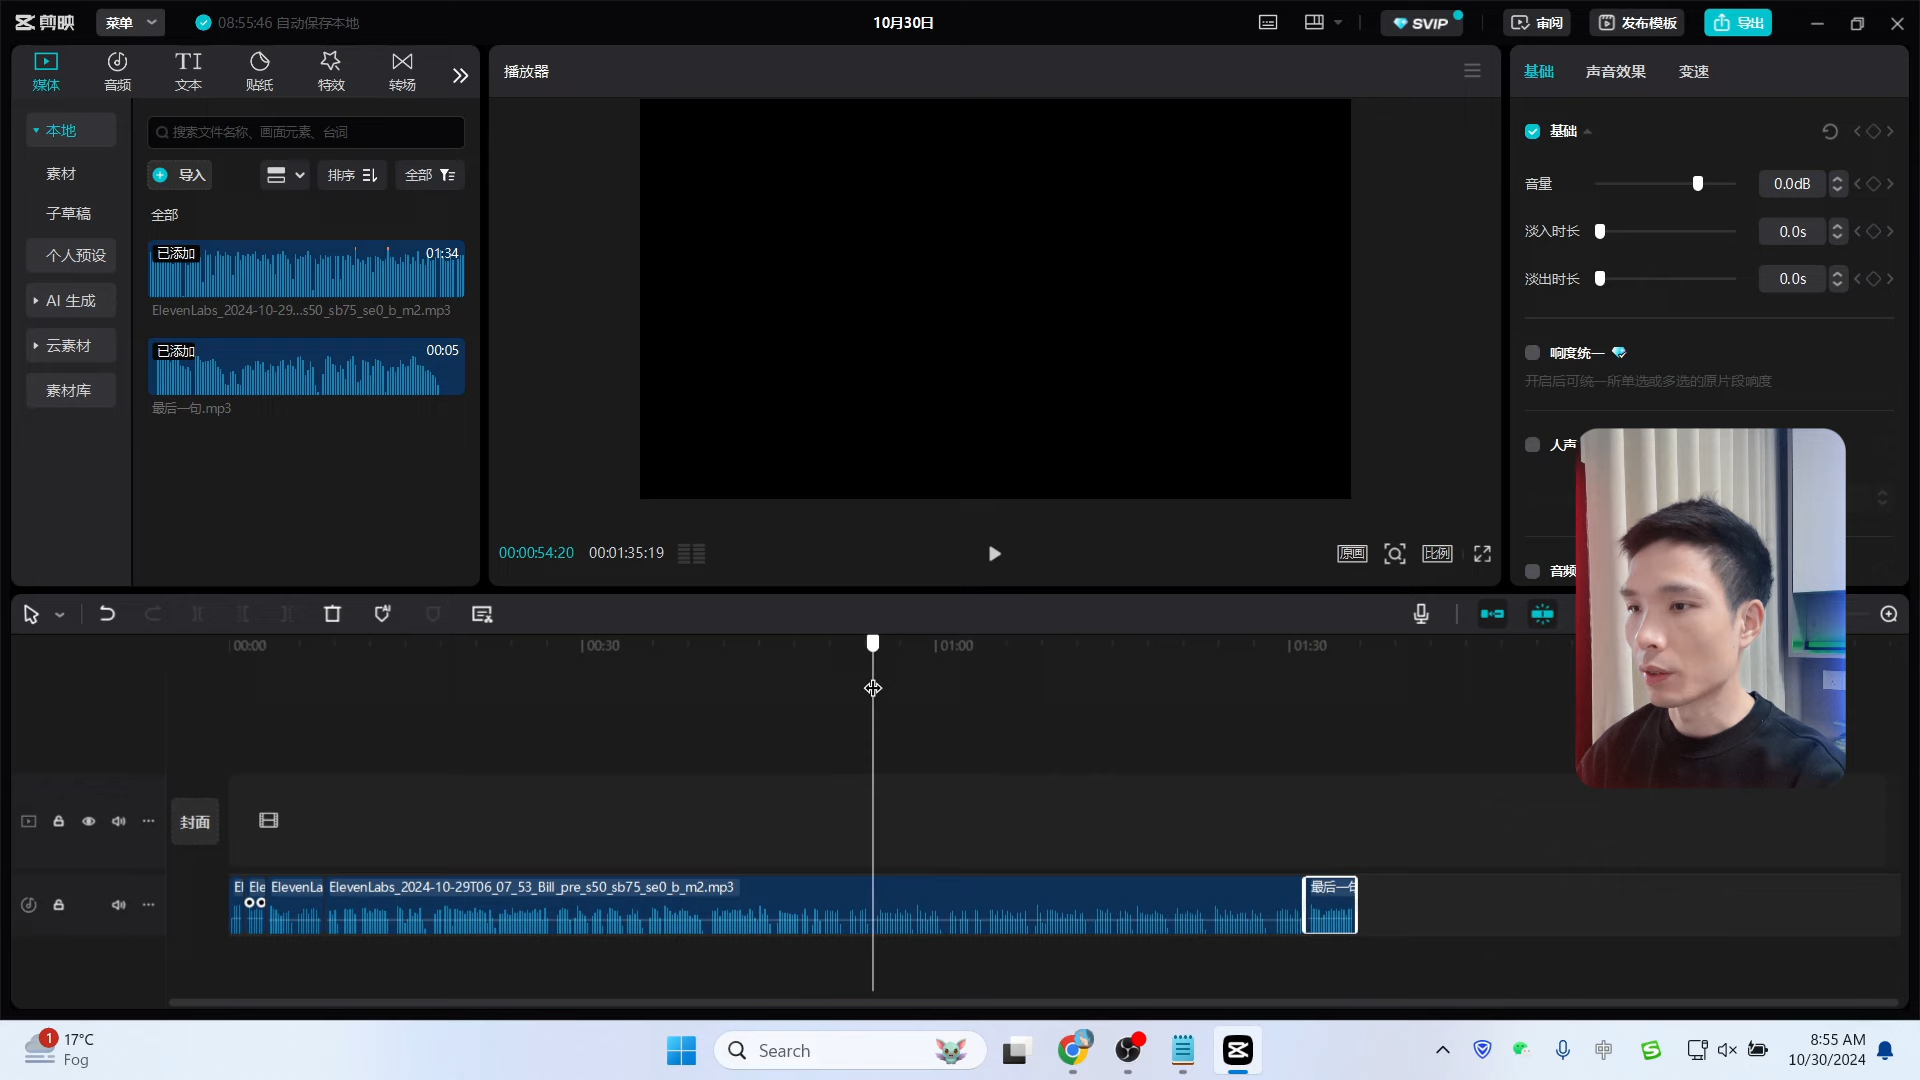 剪映
菜单
08:55:46 自动保存本地
10月30日
SVIP
审阅
发布模板
导出
媒体
音频
文本
贴纸
特效
转场
本地
素材
子草稿
个人预设
AI 生成
云素材
素材库
搜索文件名称、画面元素、台词
导入
排序
全部
全部
已添加
01:34
ElevenLabs_2024-10-29...s50_sb75_se0_b_m2.mp3
已添加
00:05
最后一句.mp3
播放器
00:00:54:20
00:01:35:19
原画
比例
基础
声音效果
变速
基础
音量
0.0dB
淡入时长
0.0s
淡出时长
0.0s
响度统一
开启后可统一所单选或多选的原片段响度
人声
音频
00:00
00:30
01:00
01:30
封面
El
Ele
ElevenLa
ElevenLabs_2024-10-29T06_07_53_Bill_pre_s50_sb75_se0_b_m2.mp3
最后一句
1
17°C
Fog
Search
中
8:55 AM
10/30/2024